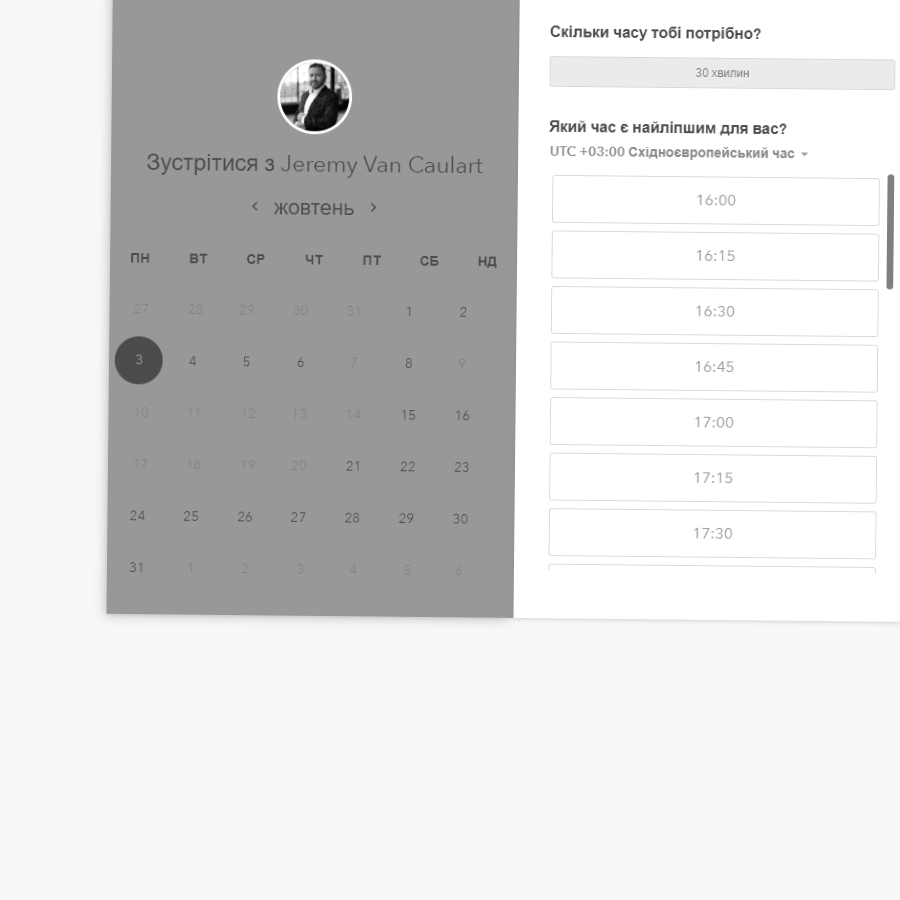 Зустрітися з Jeremy Van Caulart
жовтень
ПН ВТ СР ЧТ ПТ СБ НД
27 28 29 30 31 1 2
3 4 5 6 7 8 9
10 11 12 13 14 15 16
17 18 19 20 21 22 23
24 25 26 27 28 29 30
31 1 2 3 4 5 6
Скільки часу тобі потрібно?
30 хвилин
Який час є найліпшим для вас?
UTC +03:00 Східноєвропейський час
16:00
16:15
16:30
16:45
17:00
17:15
17:30